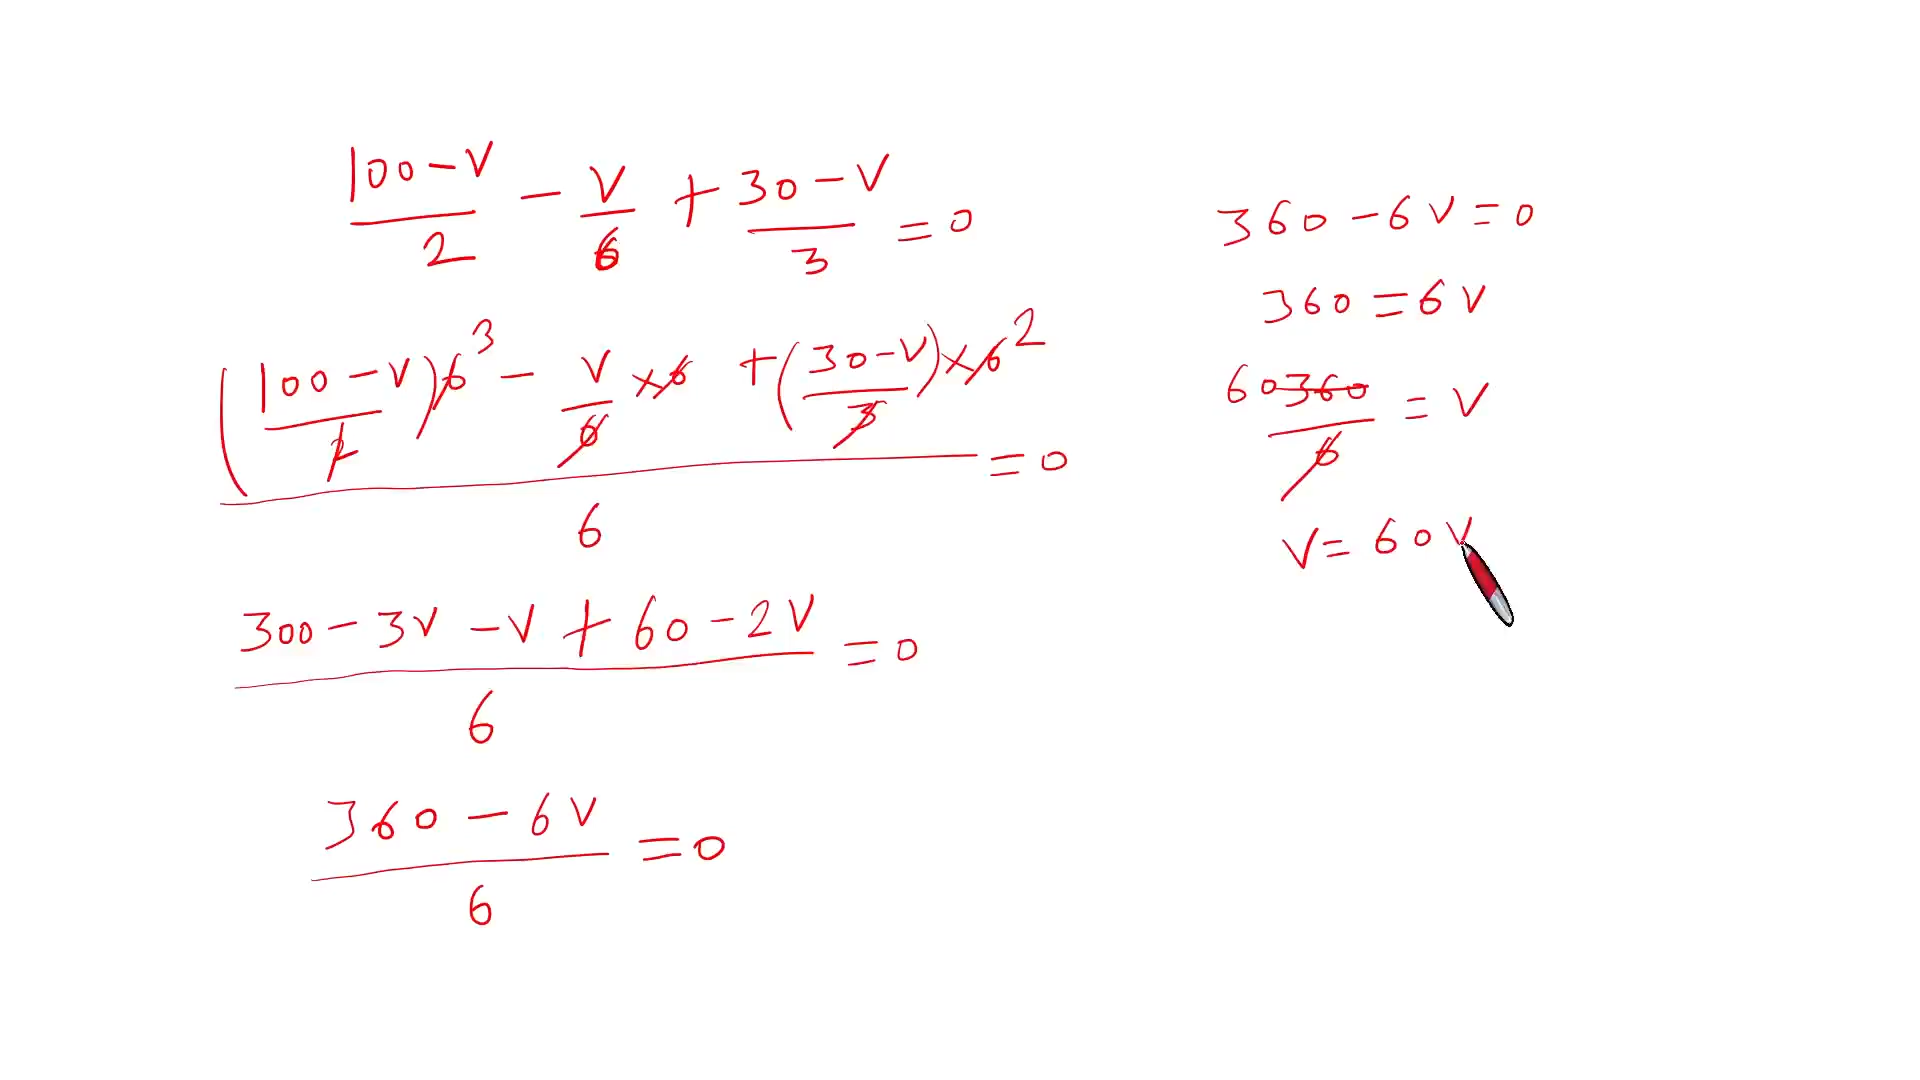 (100-V)/2 - V/6 + (30-V)/3 = 0
((100-V)/2)6 3 - V/6 ×6 + ((30-V)/3)×6 2 / 6 = 0
(300-3V-V+60-2V)/6 = 0
(360-6V)/6 = 0
360-6V=0
360=6V
60 360/6 = V
V=60V